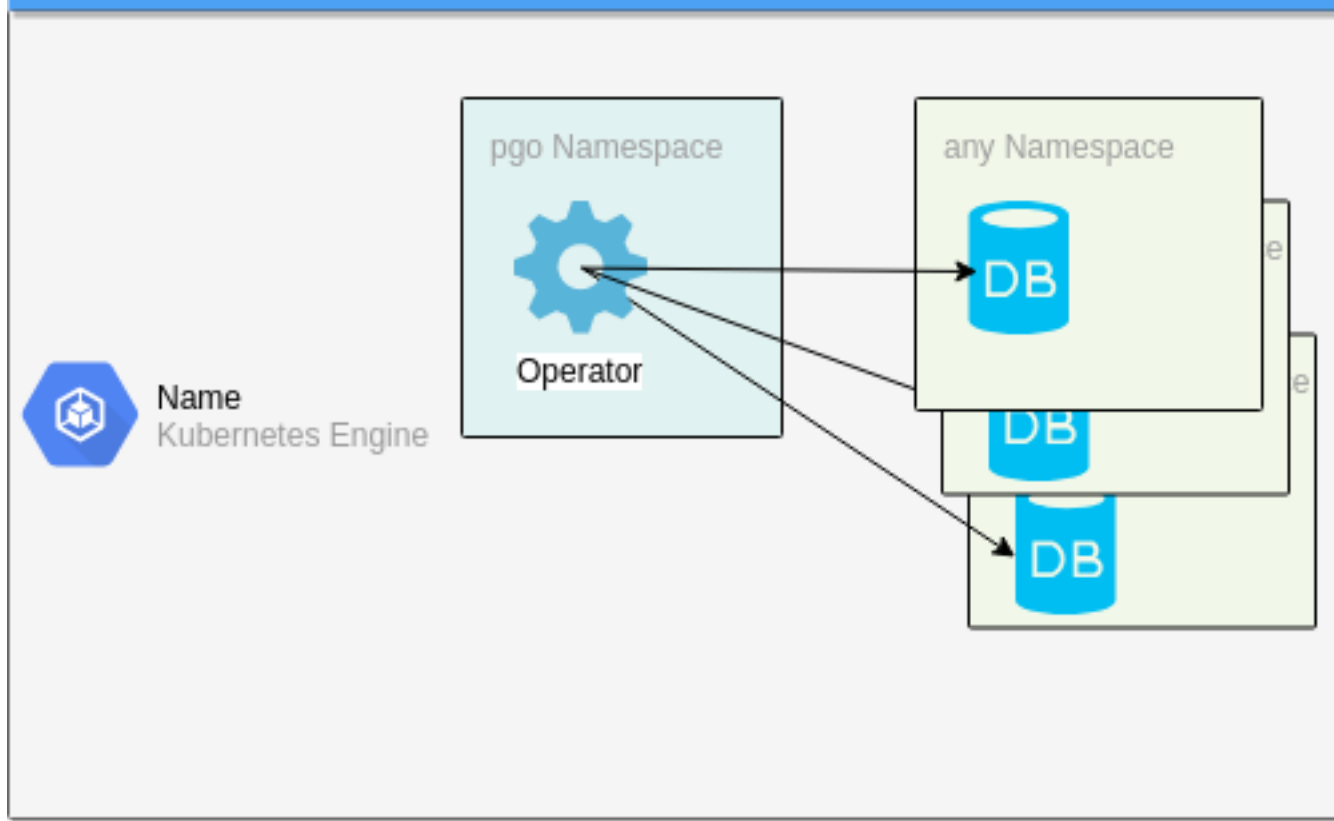 pgo Namespace
any Namespace
e
e
Operator
Name
Kubernetes Engine
DB
DB
DB